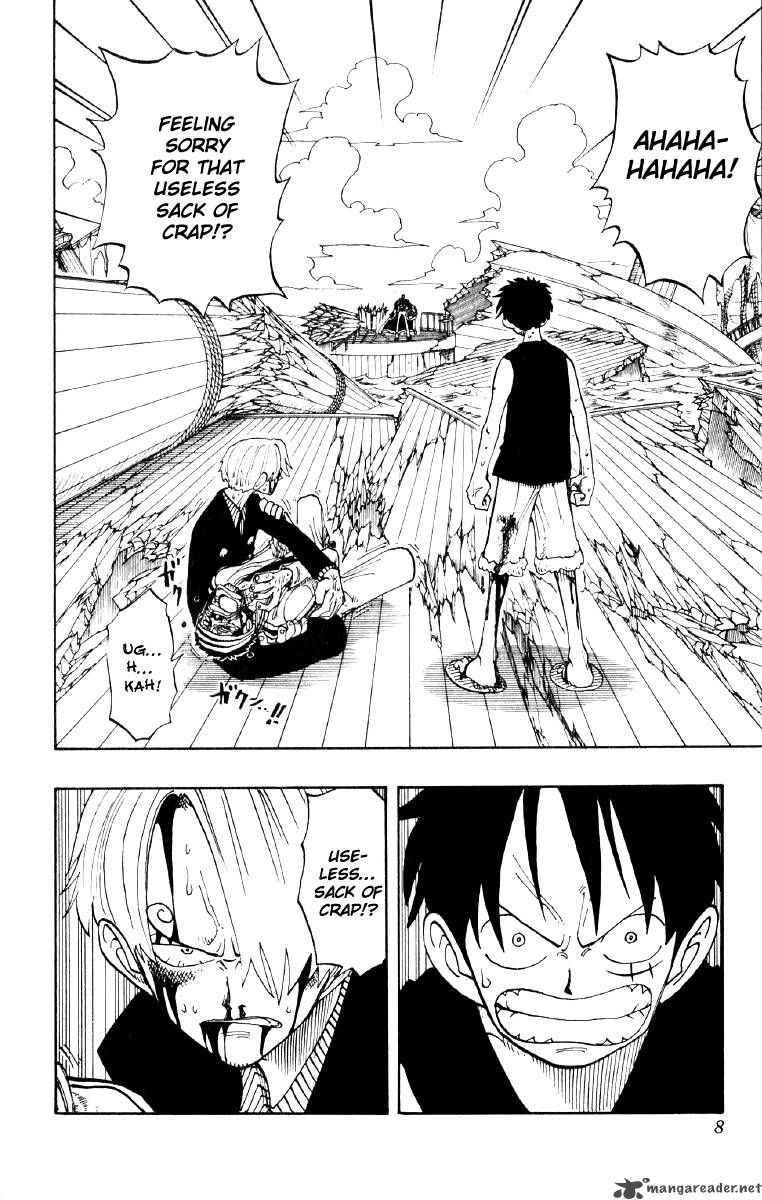 AHAHA-
HAHAHA!
FEELING
SORRY
FOR THAT
USELESS
SACK OF
CRAP!?
ガクッ
UG...
H...
KAH!
ガクン…!!
USE-
LESS...
SACK OF
CRAP!?
8
mangareader.net